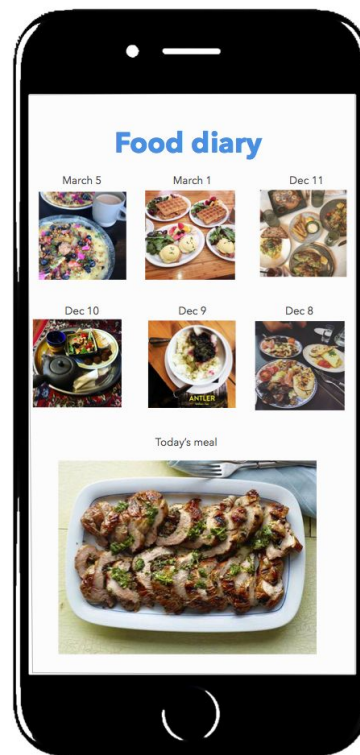 Food diary
March 5
March 1
Dec 11
Dec 10
Dec 9
Dec 8
ANTLER
Today's meal